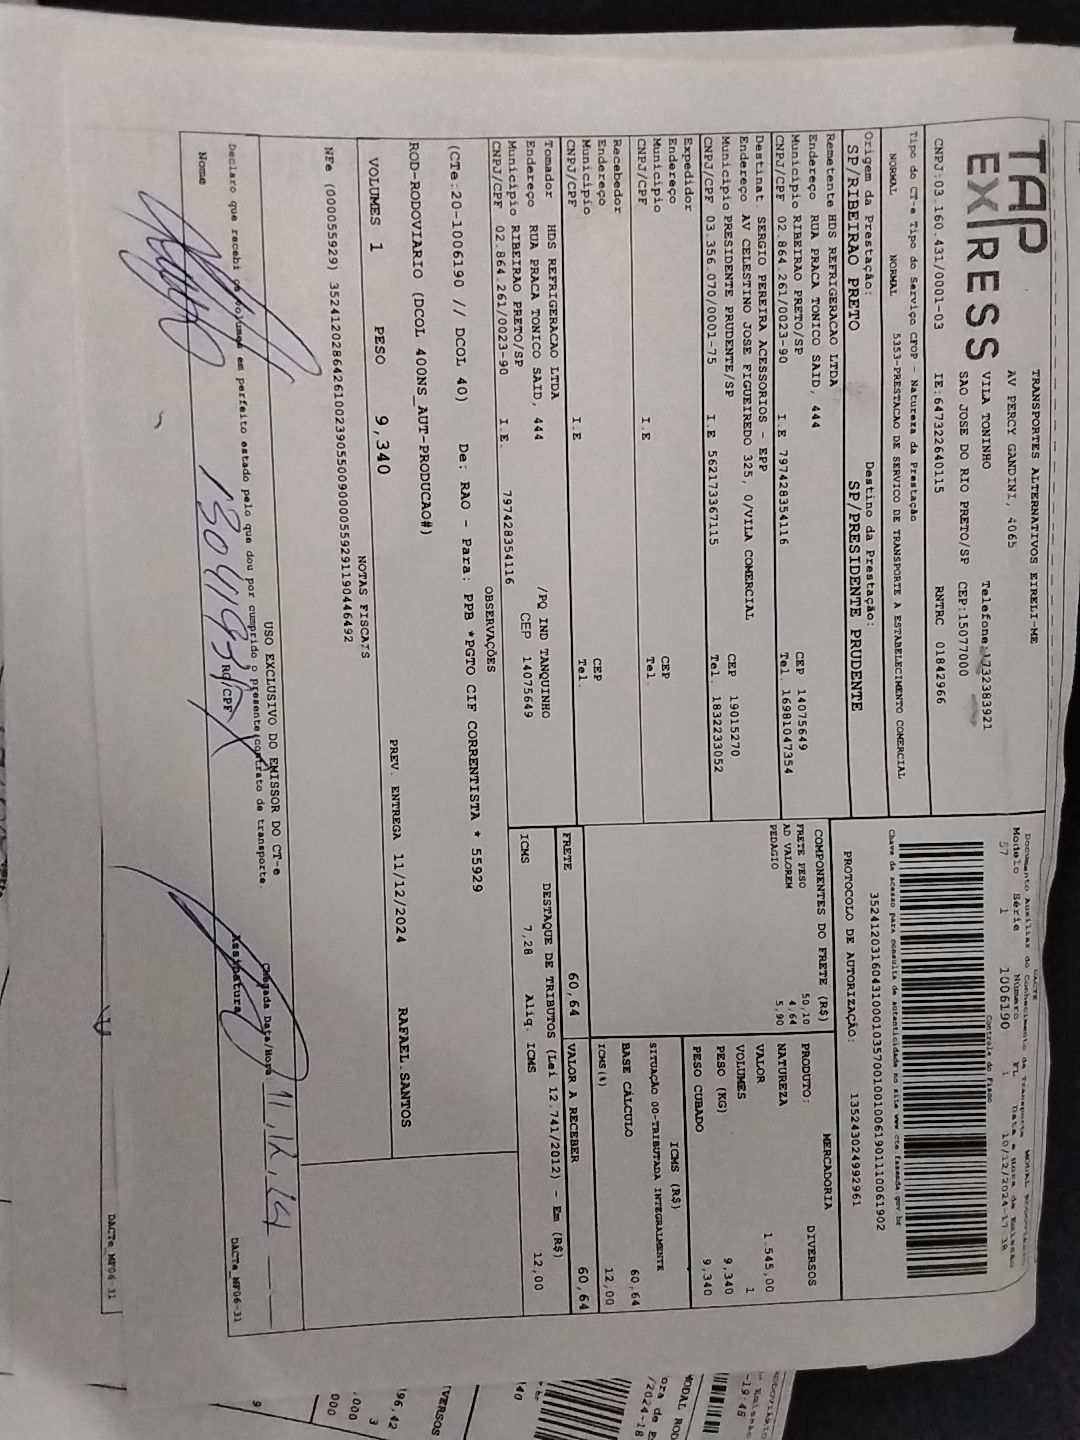 TAP
EXPRESS
TRANSPORTES ALTERNATIVOS EIRELI-ME
AV PERCY GANDINI, 4065
VILA TONINHO Telefone:1732383921
SAO JOSE DO RIO PRETO/SP CEP:15077000
CNPJ:03.160.431/0001-03 IE:647322640115 RNTRC 01842966
DACTE
Documento Auxiliar do Conhecimento de Transporte MODAL RODOVIARIO
Modelo Série Número FL Data e Hora de Emissão
57 1 1006190 1 10/12/2024-17:38
Controle do Fisco
35241203160431000103570010010061901110061902
Chave de acesso para consulta de autenticidade no site www.cte.fazenda.gov.br
PROTOCOLO DE AUTORIZAÇÃO: 135243024992961
Tipo do CT-e Tipo do Serviço CFOP - Natureza da Prestação
NORMAL NORMAL 5353-PRESTACAO DE SERVICO DE TRANSPORTE A ESTABELECIMENTO COMERCIAL
Origem da Prestação: Destino da Prestação:
SP/RIBEIRAO PRETO SP/PRESIDENTE PRUDENTE
Remetente HDS REFRIGERACAO LTDA
Endereço RUA PRACA TONICO SAID, 444
Município RIBEIRAO PRETO/SP CEP 14075649
CNPJ/CPF 02.864.261/0023-90 I.E 797428354116 Tel. 16981047354
Destinat. SERGIO PEREIRA ACESSORIOS - EPP
Endereço AV CELESTINO JOSE FIGUEIREDO 325, 0/VILA COMERCIAL
Município PRESIDENTE PRUDENTE/SP CEP 19015270
CNPJ/CPF 03.356.070/0001-75 I.E 562173367115 Tel. 1832233052
Expedidor
Endereço
Município CEP
CNPJ/CPF I.E Tel.
Recebedor
Endereço
Município CEP
CNPJ/CPF I.E Tel.
Tomador HDS REFRIGERACAO LTDA
Endereço RUA PRACA TONICO SAID, 444 /PQ IND TANQUINHO
Município RIBEIRAO PRETO/SP CEP 14075649
CNPJ/CPF 02.864.261/0023-90 I.E. 797428354116
COMPONENTES DO FRETE (R$)
FRETE PESO 50,10
AD VALOREM 4,64
PEDAGIO 5,90
FRETE 60,64
MERCADORIA
PRODUTO: DIVERSOS
NATUREZA
VALOR 1.545,00
VOLUMES 1
PESO (KG) 9,340
PESO CUBADO 9,340
ICMS (R$)
SITUAÇÃO 00-TRIBUTADA INTEGRALMENTE
BASE CÁLCULO 60,64
ICMS(%) 12,00
VALOR A RECEBER 60,64
DESTAQUE DE TRIBUTOS (Lei 12.741/2012) - Em (R$)
ICMS 7,28 Aliq. ICMS 12,00
OBSERVAÇÕES
(CTe:20-1006190 // DCOL 40) De: RAO - Para: PPB *PGTO CIF CORRENTISTA * 55929
ROD-RODOVIARIO (DCOL 400NS_AUT-PRODUCAO#)
VOLUMES 1 PESO 9,340 PREV. ENTREGA 11/12/2024 RAFAEL.SANTOS
NOTAS FISCAIS
NFe (000055929) 35241202864261002390550090000559291190446492
USO EXCLUSIVO DO EMISSOR DO CT-e
Declaro que recebi os volumes em perfeito estado pelo que dou por cumprido o presente contrato de transporte. Chegada Data/Hora 11,12,24
Nome RG/CPF Assinatura
DACTe_MF06-31
DACTe_MF06-31